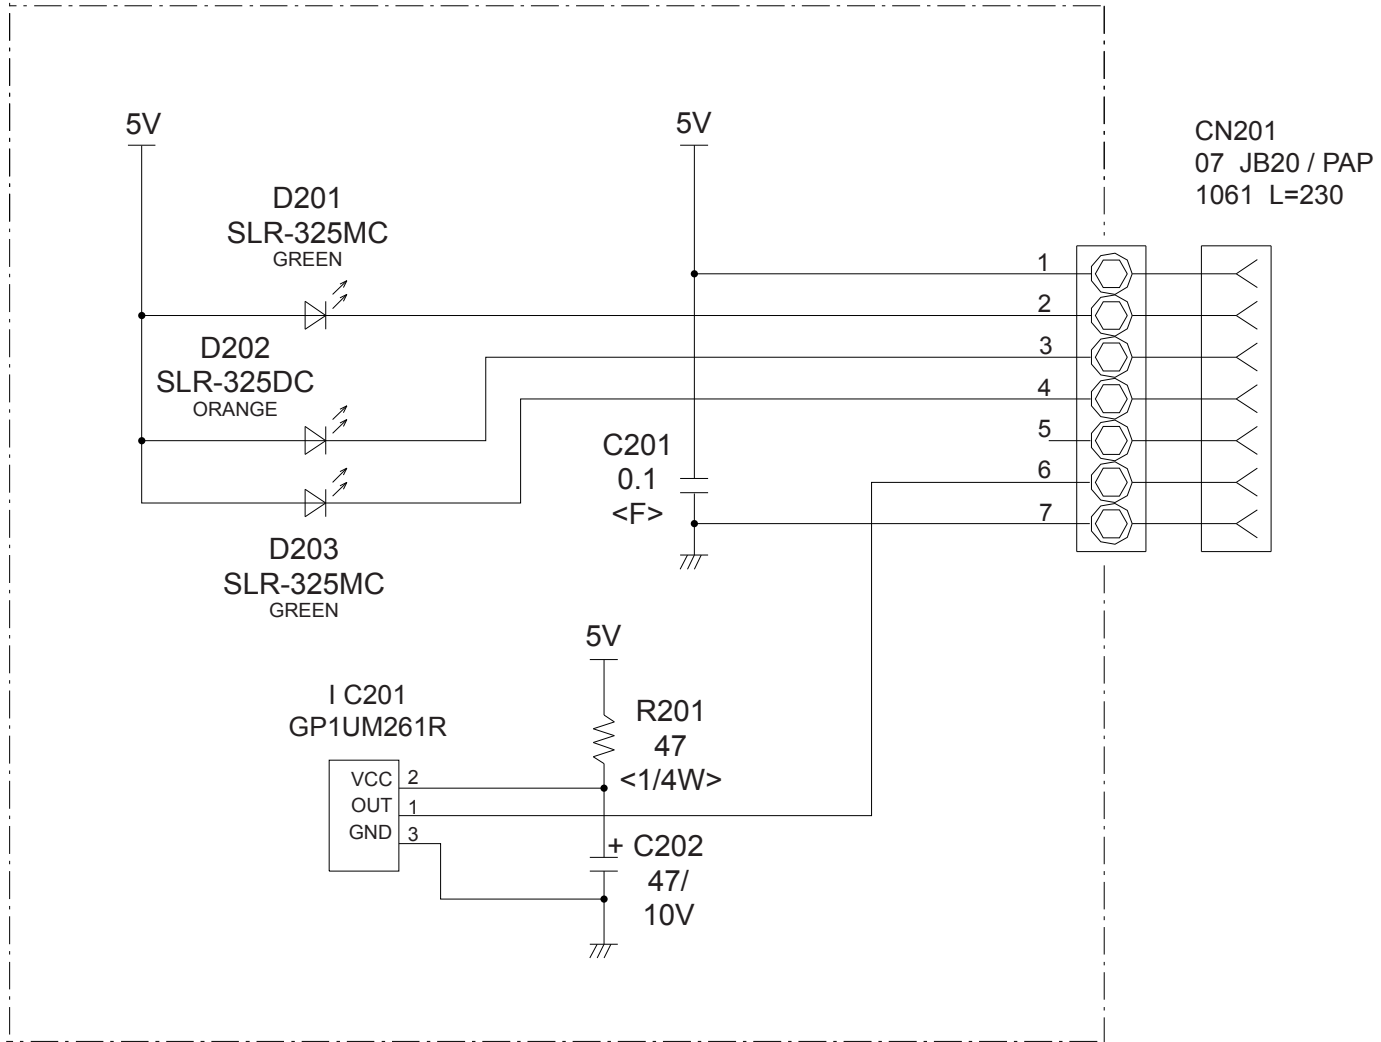 5V
5V
CN201
07 JB20 / PAP
1061 L=230
D201
SLR-325MC
GREEN
1
2
D202
SLR-325DC
ORANGE
3
4
5
6
7
C201
0.1
<F>
D203
SLR-325MC
GREEN
5V
I C201
GP1UM261R
R201
47
<1/4W>
VCC 2
OUT 1
GND 3
+ C202
47/
10V